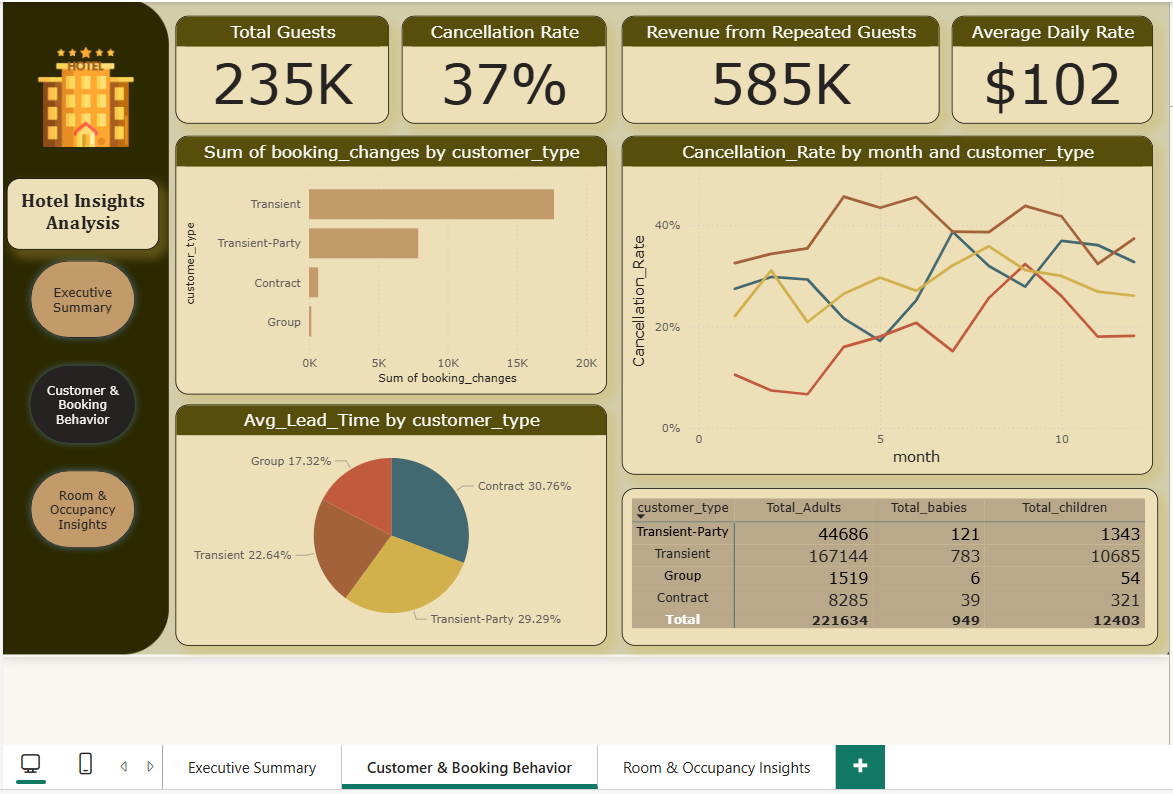 HOTEL
Hotel Insights
Analysis
Executive
Summary
Customer &
Booking
Behavior
Room &
Occupancy
Insights
Total Guests
235K
Cancellation Rate
37%
Revenue from Repeated Guests
585K
Average Daily Rate
$102
Sum of booking_changes by customer_type
customer_type
Transient
Transient-Party
Contract
Group
0K 5K 10K 15K 20K
Sum of booking_changes
Cancellation_Rate by month and customer_type
Cancellation_Rate
40%
20%
0%
0 5 10
month
Avg_Lead_Time by customer_type
Group 17.32%
Contract 30.76%
Transient 22.64%
Transient-Party 29.29%
customer_type Total_Adults Total_babies Total_children
Transient-Party 44686 121 1343
Transient 167144 783 10685
Group 1519 6 54
Contract 8285 39 321
Total 221634 949 12403
Executive Summary
Customer & Booking Behavior
Room & Occupancy Insights